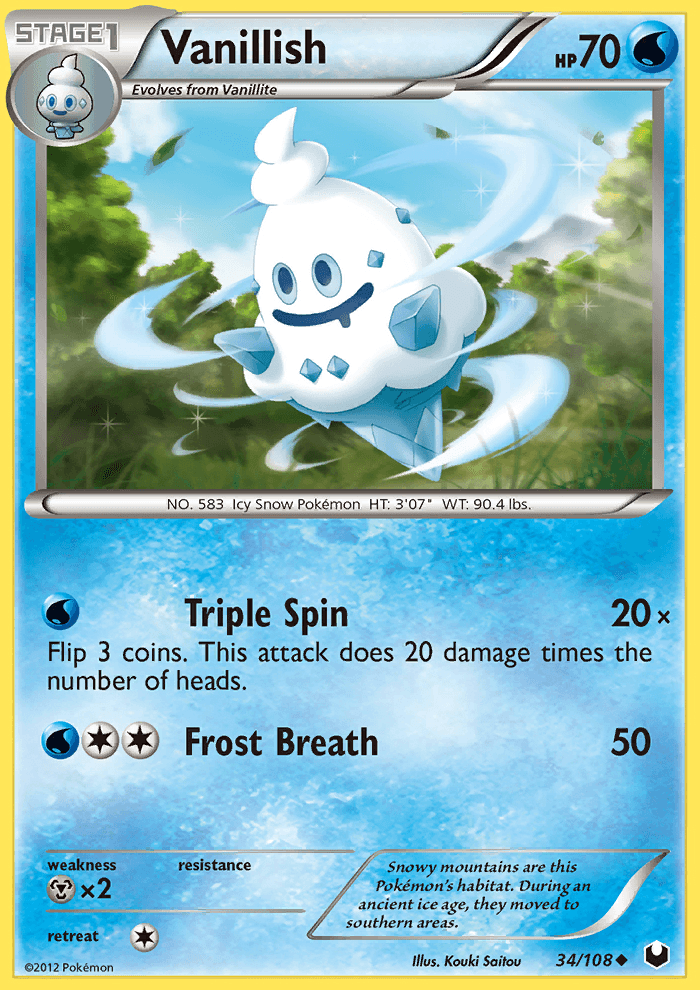 STAGE1
Vanillish
HP70
Evolves from Vanillite
NO. 583 Icy Snow Pokémon HT: 3'07" WT: 90.4 lbs.
Triple Spin 20×
Flip 3 coins. This attack does 20 damage times the
number of heads.
Frost Breath 50
weakness resistance
×2
retreat
Snowy mountains are this
Pokémon's habitat. During an
ancient ice age, they moved to
southern areas.
©2012 Pokémon
Illus. Kouki Saitou 34/108